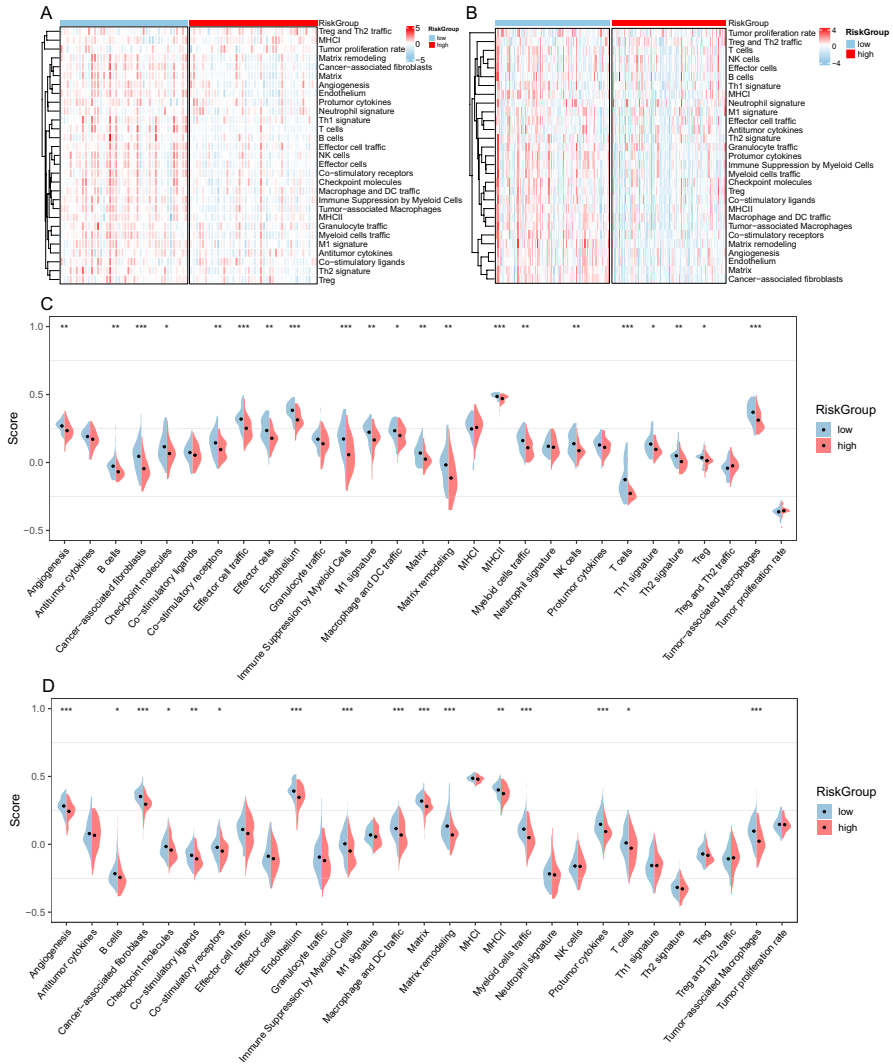 A
RiskGroup
Treg and Th2 traffic
MHCI
Tumor proliferation rate
Matrix remodeling
Cancer-associated fibroblasts
Matrix
Angiogenesis
Endothelium
Protumor cytokines
Neutrophil signature
Th1 signature
T cells
B cells
Effector cell traffic
NK cells
Effector cells
Co-stimulatory receptors
Checkpoint molecules
Macrophage and DC traffic
Immune Suppression by Myeloid Cells
Tumor-associated Macrophages
MHCII
Granulocyte traffic
Myeloid cells traffic
M1 signature
Antitumor cytokines
Co-stimulatory ligands
Th2 signature
Treg
5
0
−5
RiskGroup
low
high
B
RiskGroup
Tumor proliferation rate
Treg and Th2 traffic
T cells
NK cells
Effector cells
B cells
Th1 signature
MHCI
Neutrophil signature
M1 signature
Effector cell traffic
Antitumor cytokines
Th2 signature
Granulocyte traffic
Protumor cytokines
Immune Suppression by Myeloid Cells
Myeloid cells traffic
Checkpoint molecules
Treg
Co-stimulatory ligands
MHCII
Macrophage and DC traffic
Tumor-associated Macrophages
Co-stimulatory receptors
Matrix remodeling
Angiogenesis
Endothelium
Matrix
Cancer-associated fibroblasts
4
0
−4
RiskGroup
low
high
C
1.0
0.5
0.0
−0.5
Score
** ** *** * ** *** ** *** *** ** * ** ** *** ** *** * ** * ***
RiskGroup
low
high
Angiogenesis
Antitumor cytokines
B cells
Cancer-associated fibroblasts
Checkpoint molecules
Co-stimulatory ligands
Co-stimulatory receptors
Effector cell traffic
Effector cells
Endothelium
Granulocyte traffic
Immune Suppression by Myeloid Cells
M1 signature
Macrophage and DC traffic
Matrix
Matrix remodeling
MHCI
MHCII
Myeloid cells traffic
Neutrophil signature
NK cells
Protumor cytokines
T cells
Th1 signature
Th2 signature
Treg
Treg and Th2 traffic
Tumor-associated Macrophages
Tumor proliferation rate
D
1.0
0.5
0.0
−0.5
Score
*** * *** * ** * *** *** *** *** *** ** *** *** * ***
RiskGroup
low
high
Angiogenesis
Antitumor cytokines
B cells
Cancer-associated fibroblasts
Checkpoint molecules
Co-stimulatory ligands
Co-stimulatory receptors
Effector cell traffic
Effector cells
Endothelium
Granulocyte traffic
Immune Suppression by Myeloid Cells
M1 signature
Macrophage and DC traffic
Matrix
Matrix remodeling
MHCI
MHCII
Myeloid cells traffic
Neutrophil signature
NK cells
Protumor cytokines
T cells
Th1 signature
Th2 signature
Treg
Treg and Th2 traffic
Tumor-associated Macrophages
Tumor proliferation rate